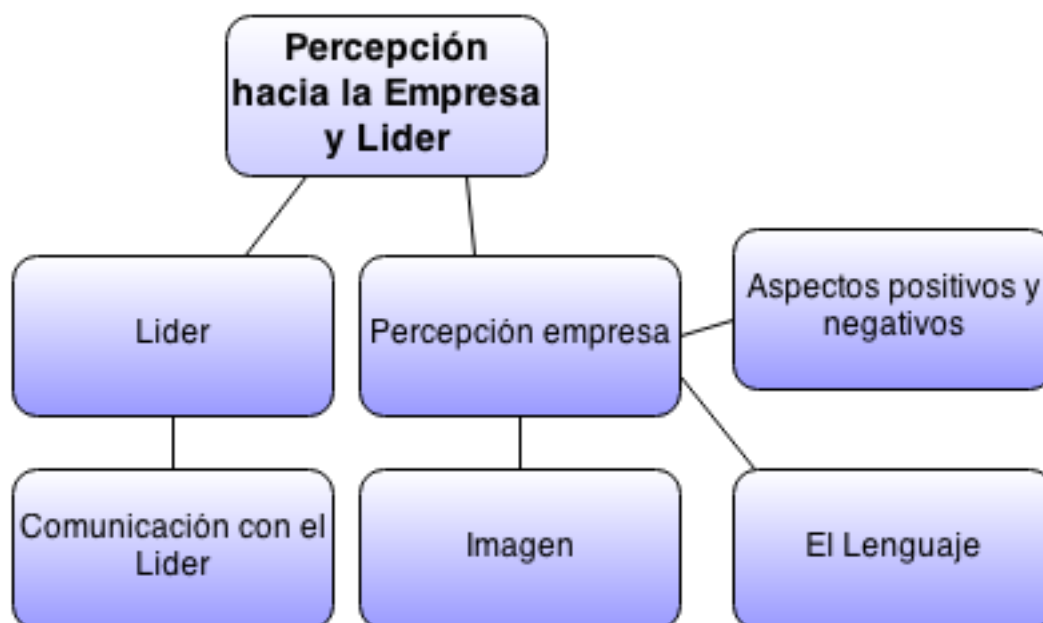 Percepción
hacia la Empresa
y Lider
Lider
Percepción empresa
Aspectos positivos y
negativos
Comunicación con el
Lider
Imagen
El Lenguaje